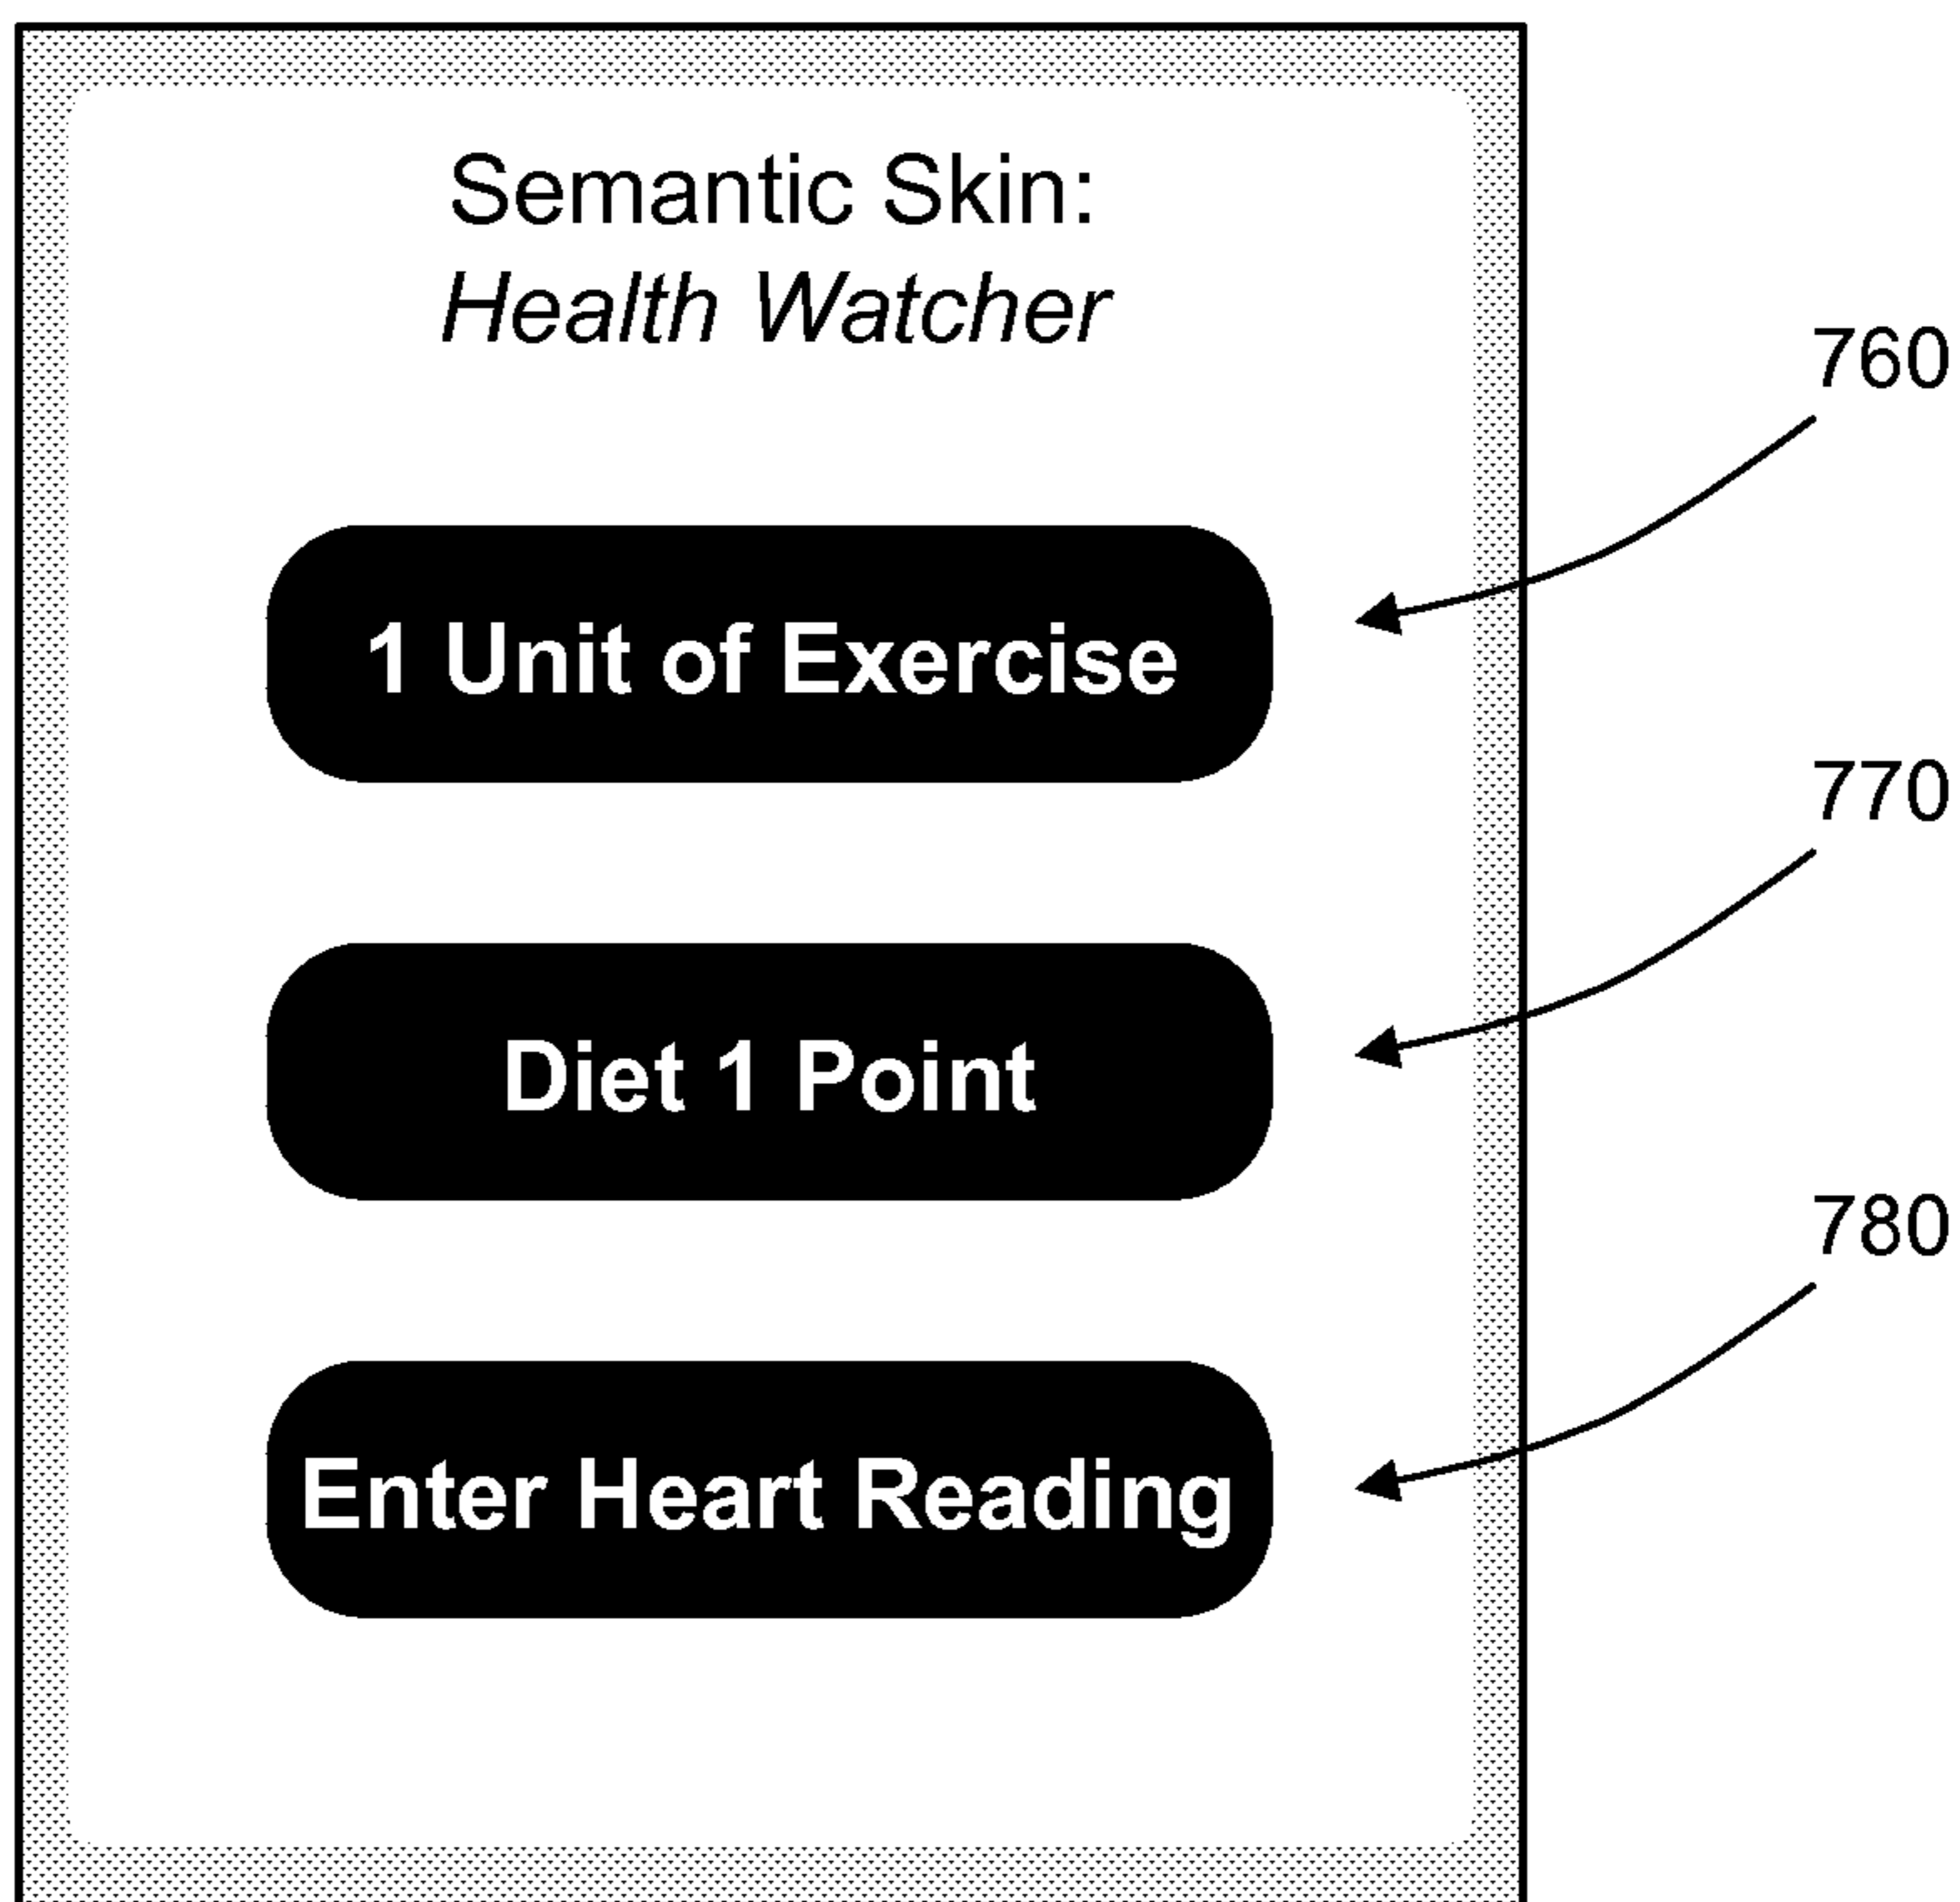 Semantic Skin:
Health Watcher
760
1 Unit of Exercise
770
Diet 1 Point
780
Enter Heart Reading